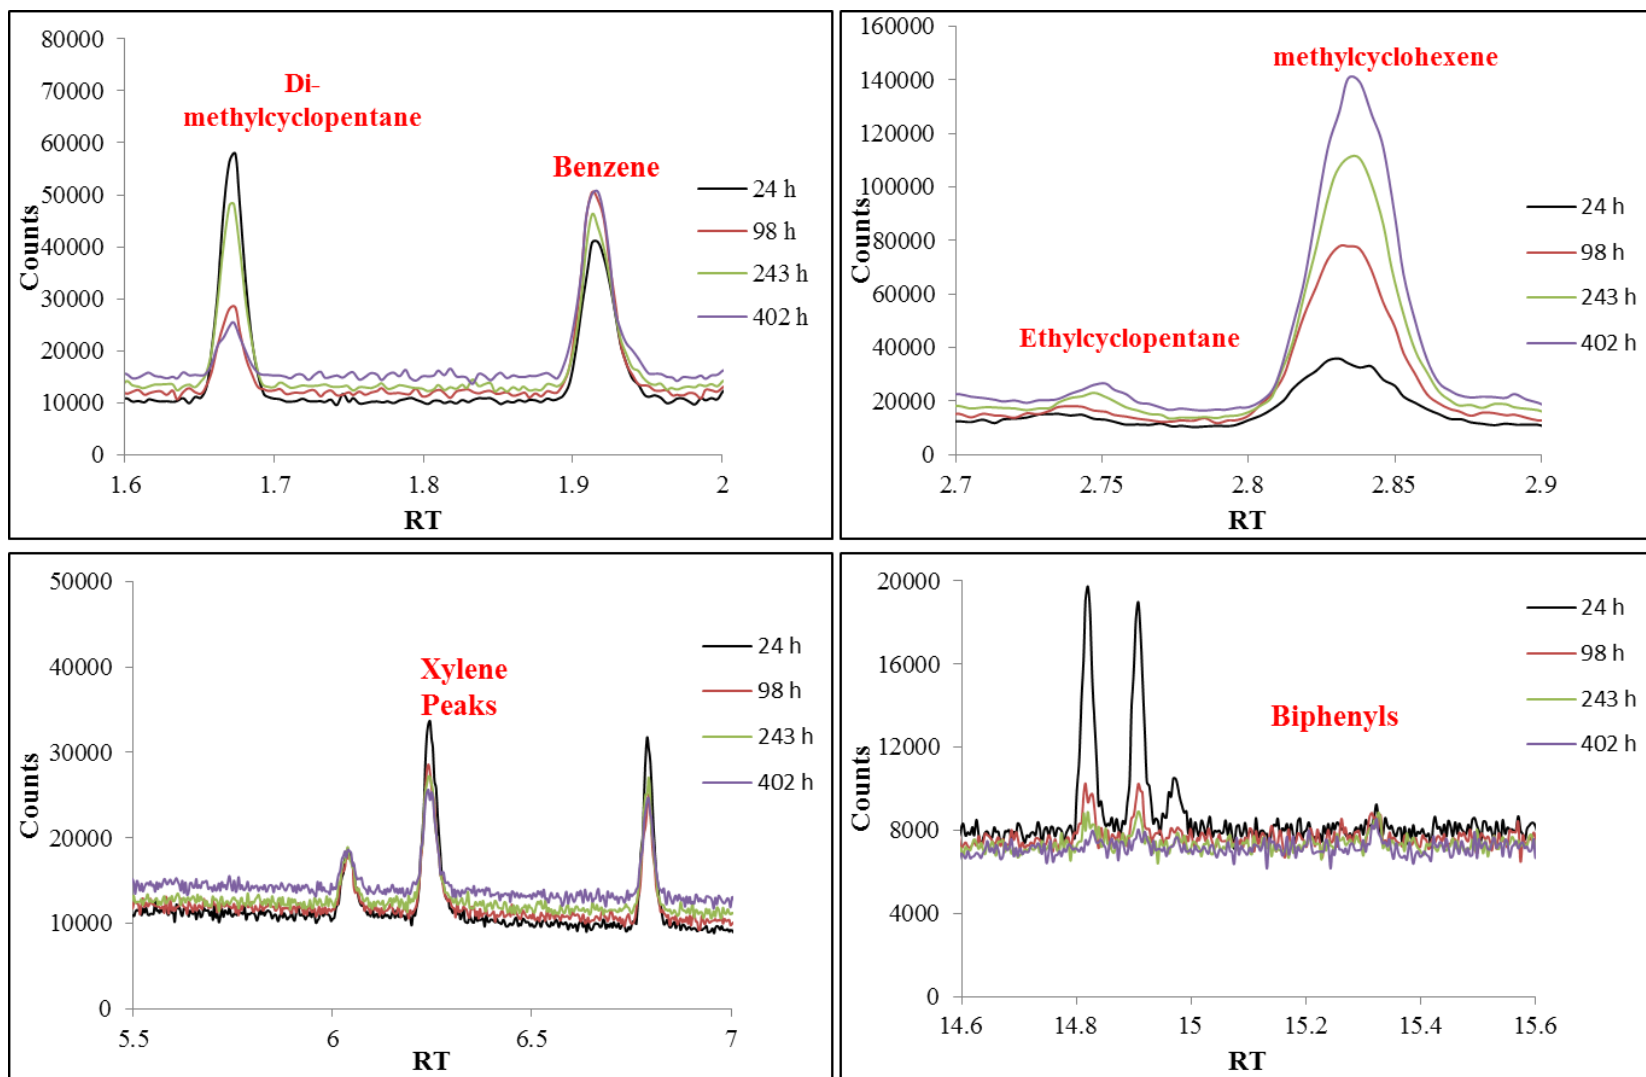 80000
70000
60000
50000
40000
30000
20000
10000
0
Counts
Di-
methylcyclopentane
Benzene
24 h
98 h
243 h
402 h
1.6
1.7
1.8
1.9
2
RT
160000
140000
120000
100000
80000
60000
40000
20000
0
Counts
methylcyclohexene
Ethylcyclopentane
24 h
98 h
243 h
402 h
2.7
2.75
2.8
2.85
2.9
RT
50000
40000
30000
20000
10000
0
Counts
Xylene
Peaks
24 h
98 h
243 h
402 h
5.5
6
6.5
7
RT
20000
16000
12000
8000
4000
0
Counts
Biphenyls
24 h
98 h
243 h
402 h
14.6
14.8
15
15.2
15.4
15.6
RT